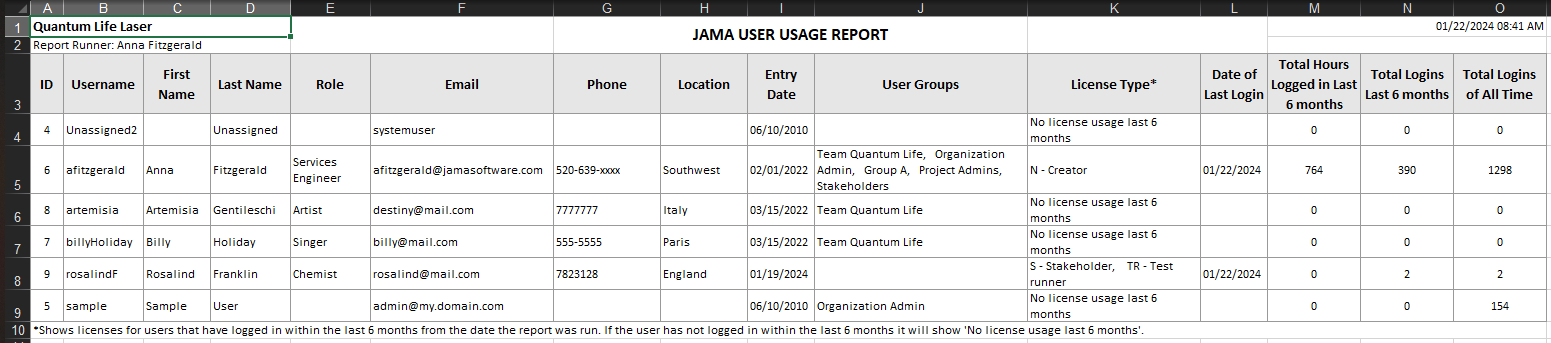 A B C D E F G H I J K L M N O
1 Quantum Life Laser JAMA USER USAGE REPORT 01/22/2024 08:41 AM
2 Report Runner: Anna Fitzgerald
3 ID Username First Name Last Name Role Email Phone Location Entry Date User Groups License Type* Date of Last Login Total Hours Logged in Last 6 months Total Logins Last 6 months Total Logins of All Time
4 4 Unassigned2 Unassigned systemuser 06/10/2010 No license usage last 6 months 0 0 0
5 6 afitzgerald Anna Fitzgerald Services Engineer afitzgerald@jamasoftware.com 520-639-xxxx Southwest 02/01/2022 Team Quantum Life, Organization Admin, Group A, Project Admins, Stakeholders N - Creator 01/22/2024 764 390 1298
6 8 artemisia Artemisia Gentileschi Artist destiny@mail.com 7777777 Italy 03/15/2022 Team Quantum Life No license usage last 6 months 0 0 0
7 7 billyHoliday Billy Holiday Singer billy@mail.com 555-5555 Paris 03/15/2022 Team Quantum Life No license usage last 6 months 0 0 0
8 9 rosalindF Rosalind Franklin Chemist rosalind@mail.com 7823128 England 01/19/2024 S - Stakeholder, TR - Test runner 01/22/2024 0 2 2
9 5 sample Sample User admin@my.domain.com 06/10/2010 Organization Admin No license usage last 6 months 0 0 154
10 *Shows licenses for users that have logged in within the last 6 months from the date the report was run. If the user has not logged in within the last 6 months it will show 'No license usage last 6 months'.